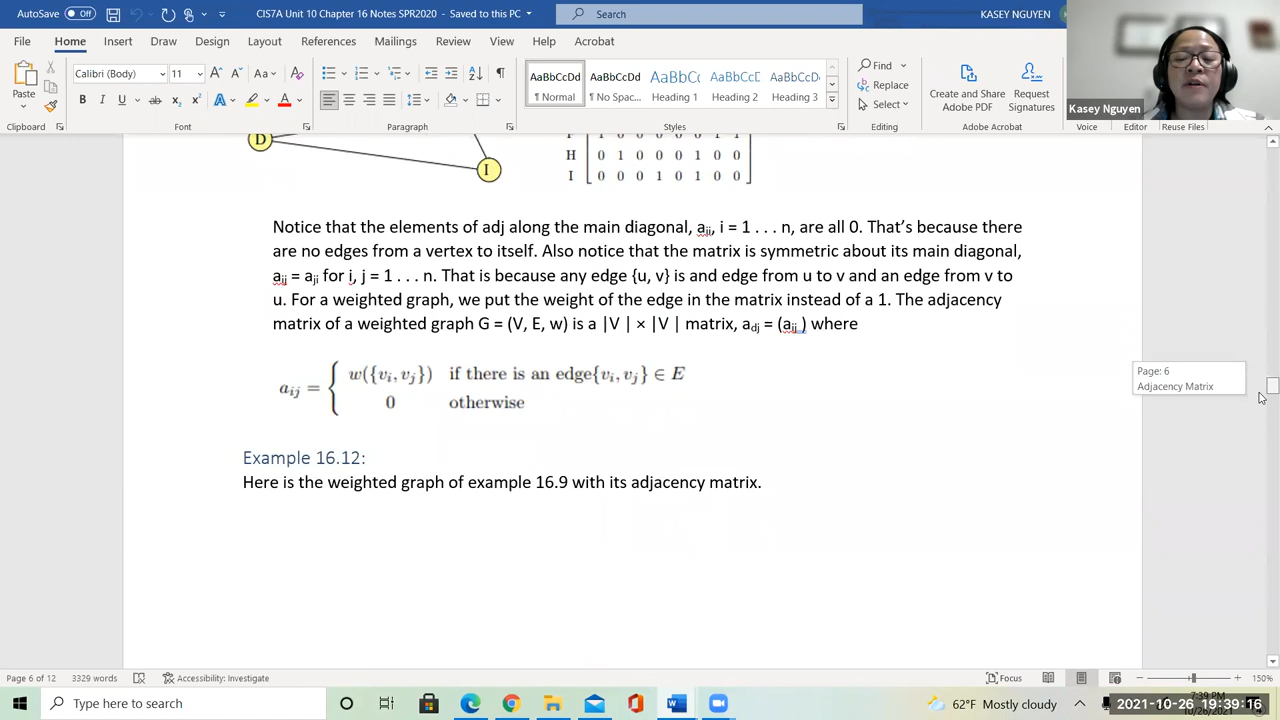 AutoSave Off CIS7A Unit 10 Chapter 16 Notes SPR2020 - Saved to this PC Search KASEY NGUYEN
File Home Insert Draw Design Layout References Mailings Review View Help Acrobat
Paste Calibri (Body) 11 AaBbCcDd AaBbCcDd AaBbCc AaBbCcD AaBbCcD
¶ Normal ¶ No Spac... Heading 1 Heading 2 Heading 3
Find Replace Select Create and Share Adobe PDF Request Signatures
Clipboard Font Paragraph Styles Editing Adobe Acrobat Voice Editor Reuse Files
Kasey Nguyen
D
H 0 1 0 0 0 1 0 0
I I 0 0 0 1 0 1 0 0
Notice that the elements of adj along the main diagonal, aii, i = 1 . . . n, are all 0. That's because there
are no edges from a vertex to itself. Also notice that the matrix is symmetric about its main diagonal,
aij = aji for i, j = 1 . . . n. That is because any edge {u, v} is and edge from u to v and an edge from v to
u. For a weighted graph, we put the weight of the edge in the matrix instead of a 1. The adjacency
matrix of a weighted graph G = (V, E, w) is a |V | × |V | matrix, adj = (aij ) where
aij = { w({vi, vj}) if there is an edge{vi, vj} ∈ E
0 otherwise
Page: 6
Adjacency Matrix
Example 16.12:
Here is the weighted graph of example 16.9 with its adjacency matrix.
Page 6 of 12 3329 words Accessibility: Investigate Focus 150%
Type here to search 62°F Mostly cloudy 7:39 PM
10/26/2021
2021-10-26 19:39:16